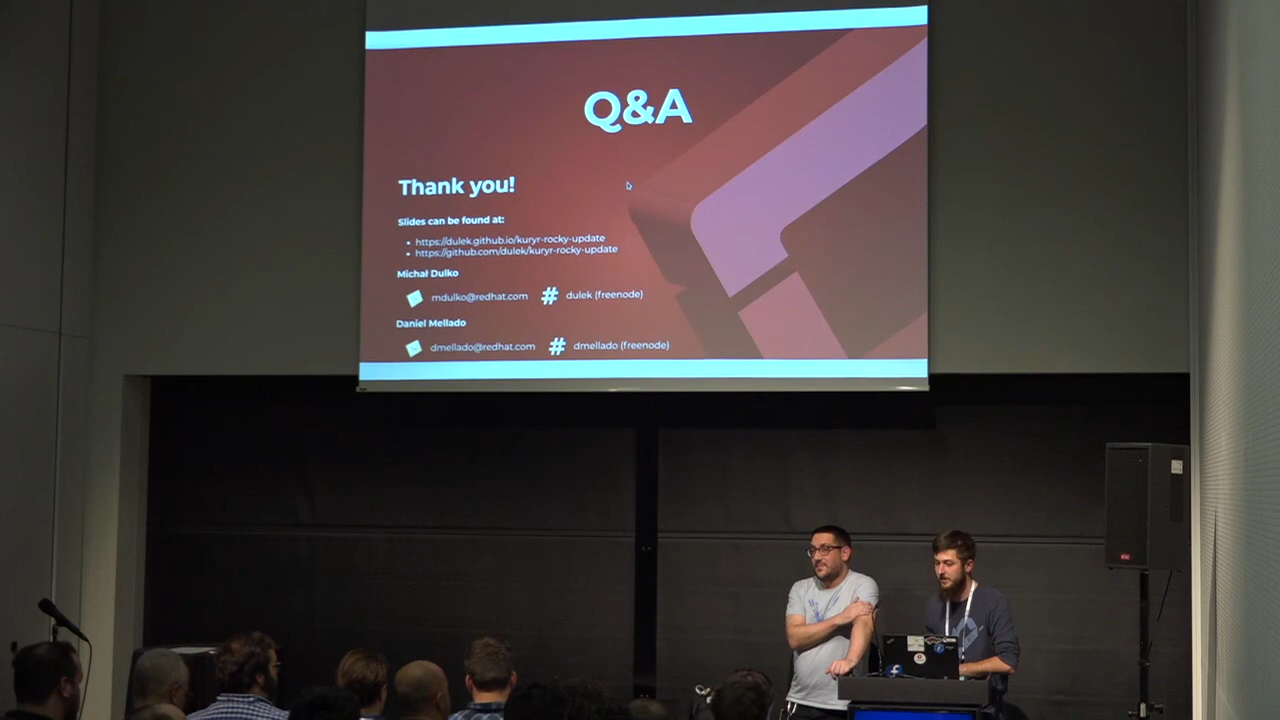 Q&A
Thank you!
Slides can be found at:
• https://dulek.github.io/kuryr-rocky-update
• https://github.com/dulek/kuryr-rocky-update
Michał Dulko
mdulko@redhat.com # dulek (freenode)
Daniel Mellado
dmellado@redhat.com # dmellado (freenode)